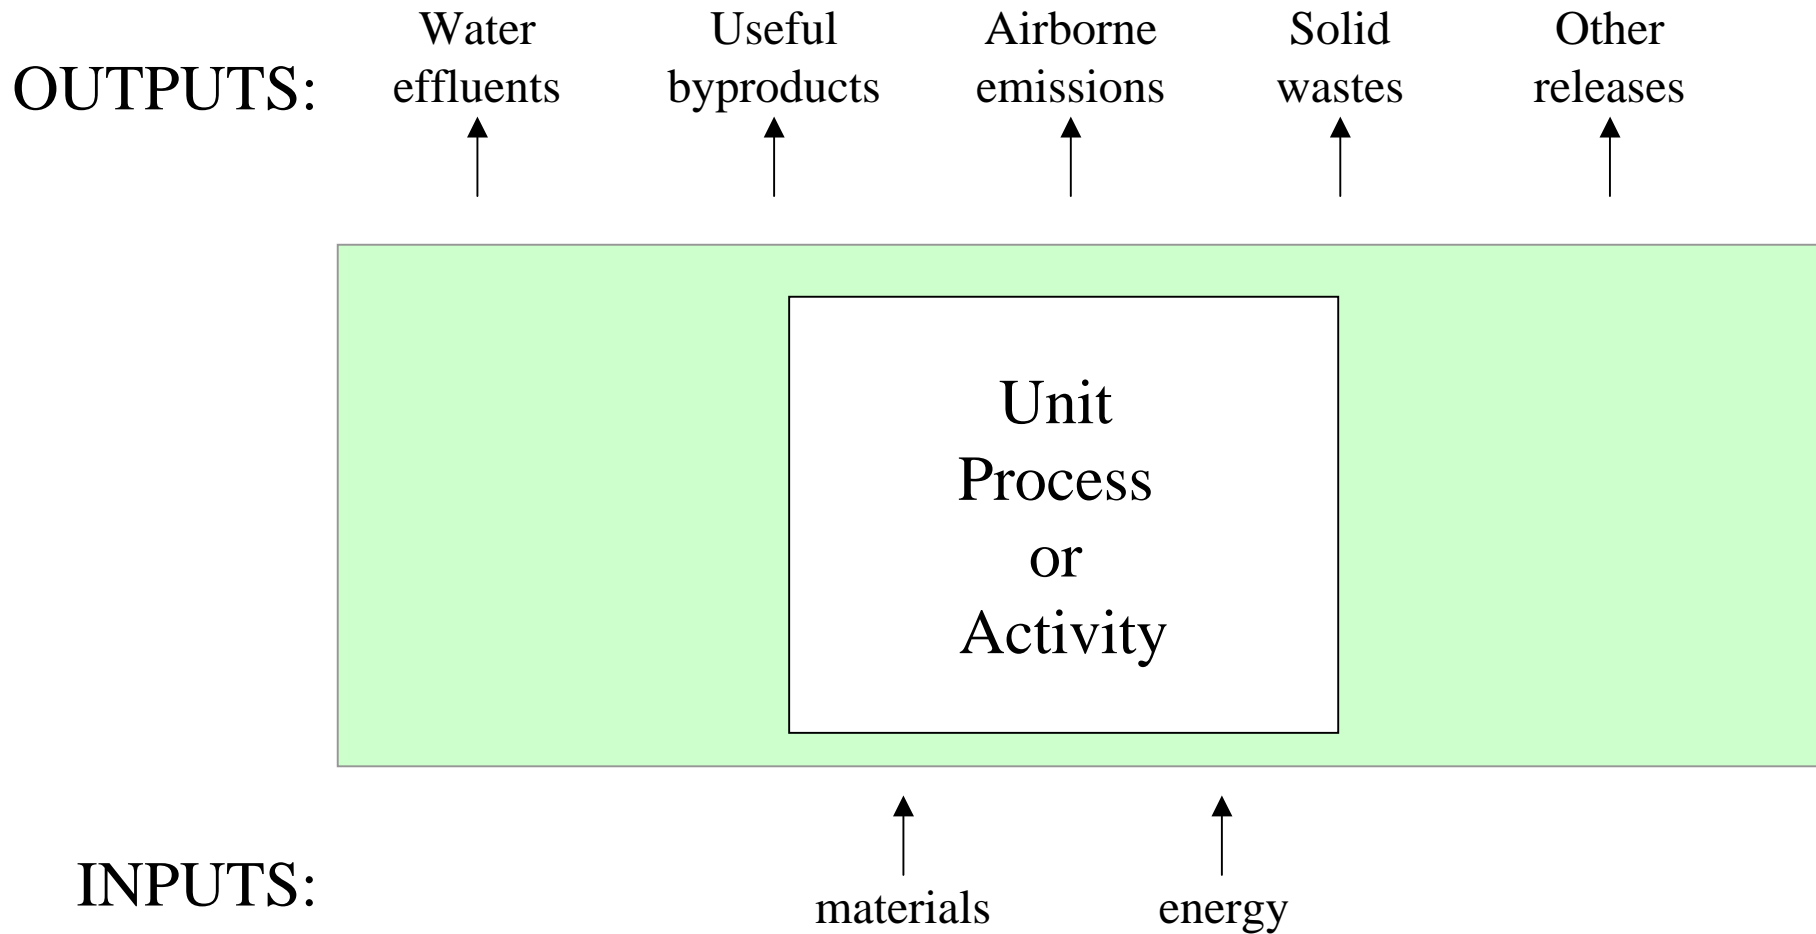 Water
effluents
Useful
byproducts
Airborne
emissions
Solid
wastes
Other
releases
OUTPUTS:
Unit
Process
or
Activity
INPUTS:
materials
energy